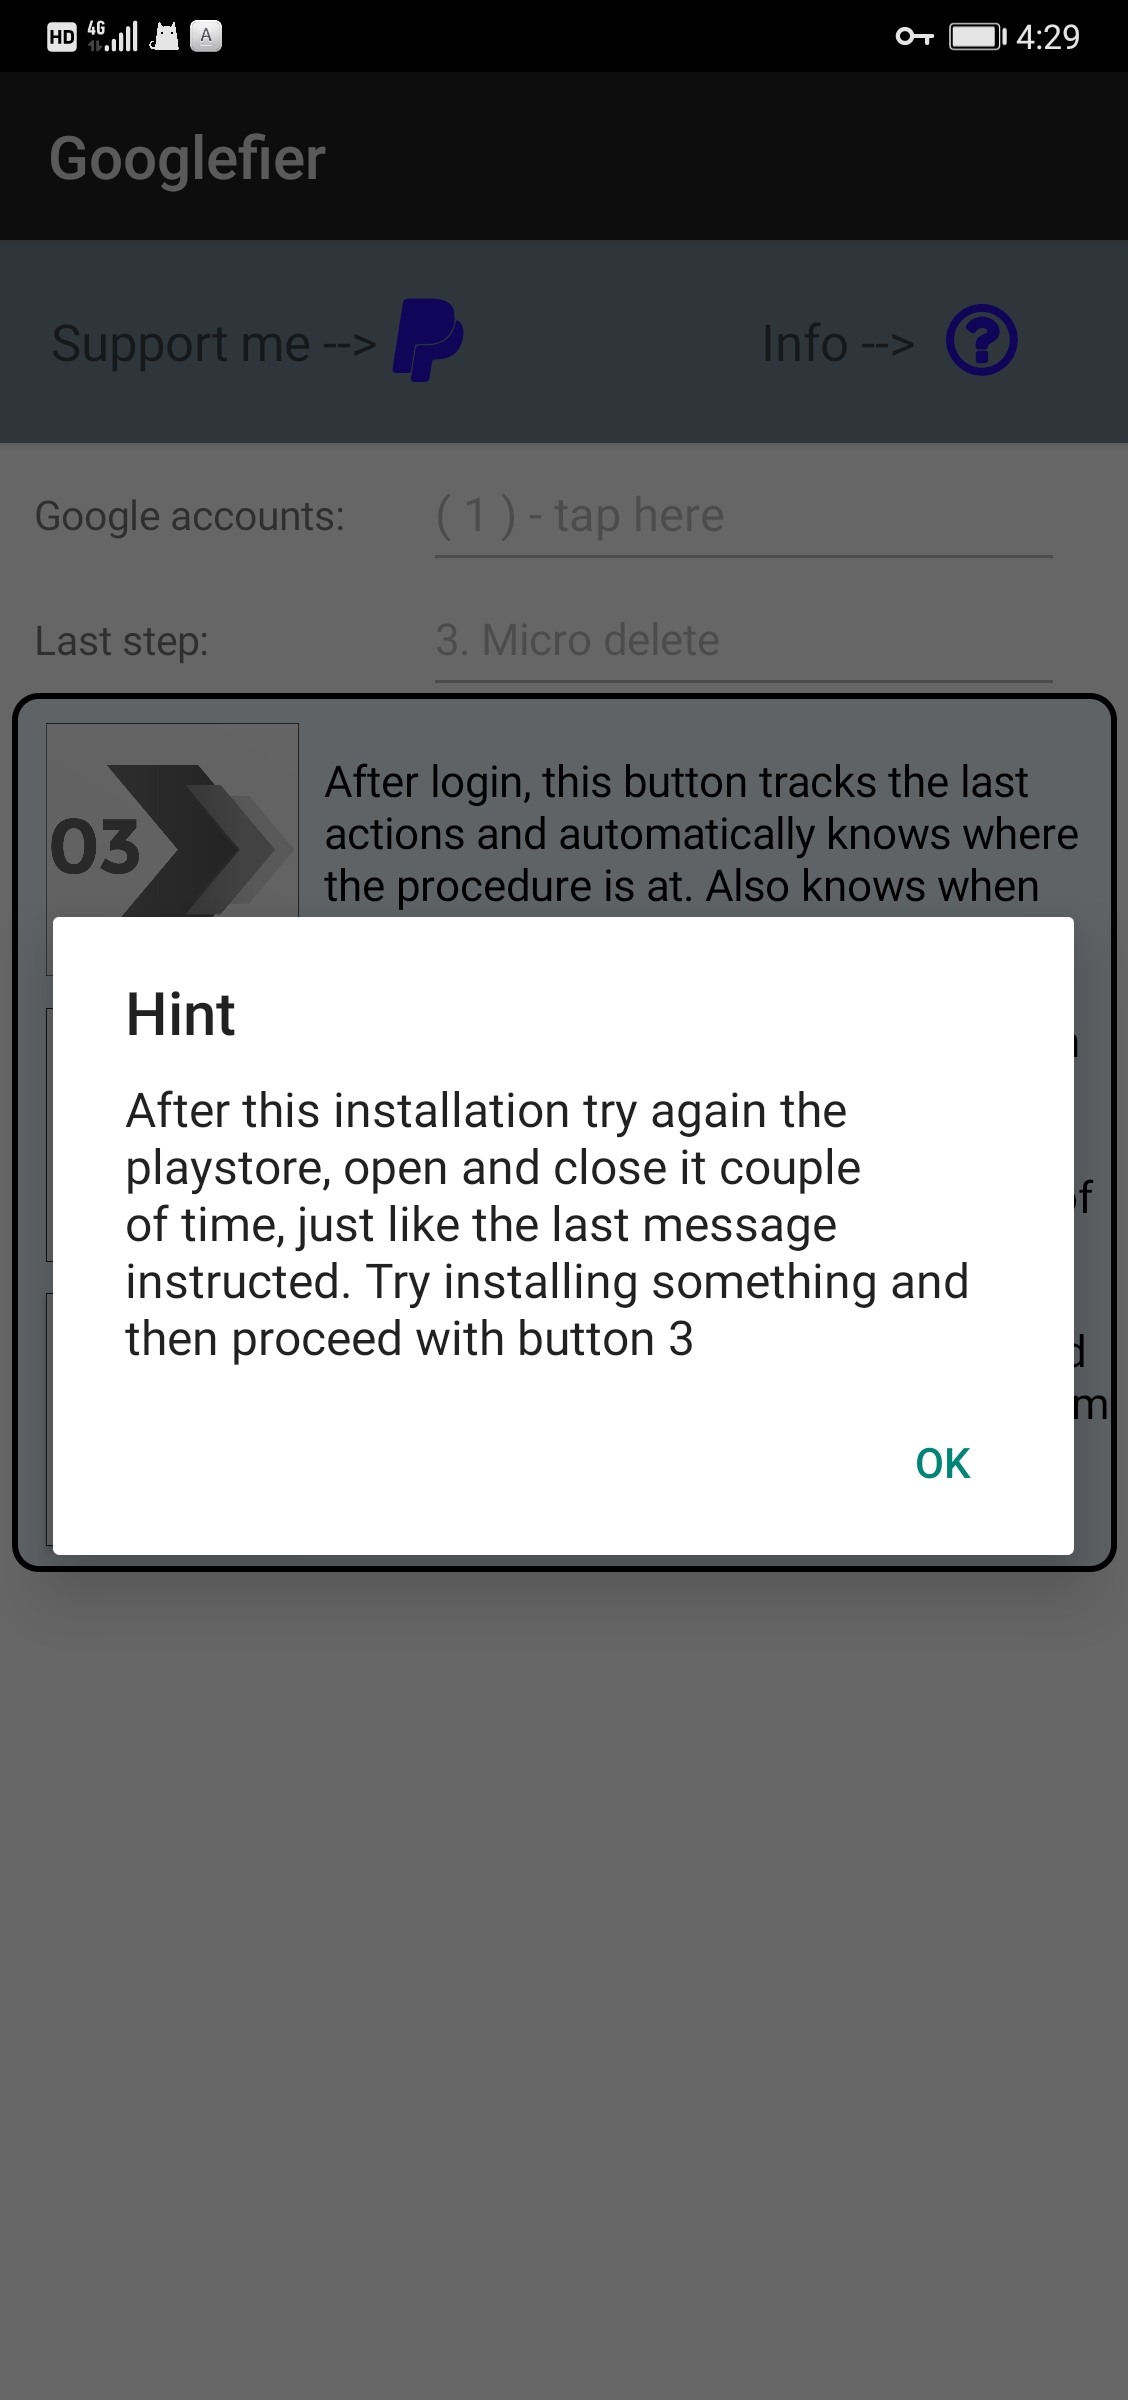 HD 4G A 4:29
Googlefier
Support me --> Info -->
Google accounts: ( 1 ) - tap here
Last step: 3. Micro delete
03
After login, this button tracks the last
actions and automatically knows where
the procedure is at. Also knows when
Hint
After this installation try again the
playstore, open and close it couple
of time, just like the last message
instructed. Try installing something and
then proceed with button 3
OK